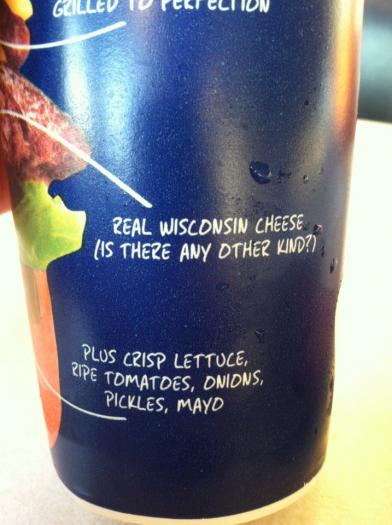 GRILLED TO PERFECTION
REAL WISCONSIN CHEESE
(IS THERE ANY OTHER KIND?)
PLUS CRISP LETTUCE,
RIPE TOMATOES, ONIONS,
PICKLES, MAYO